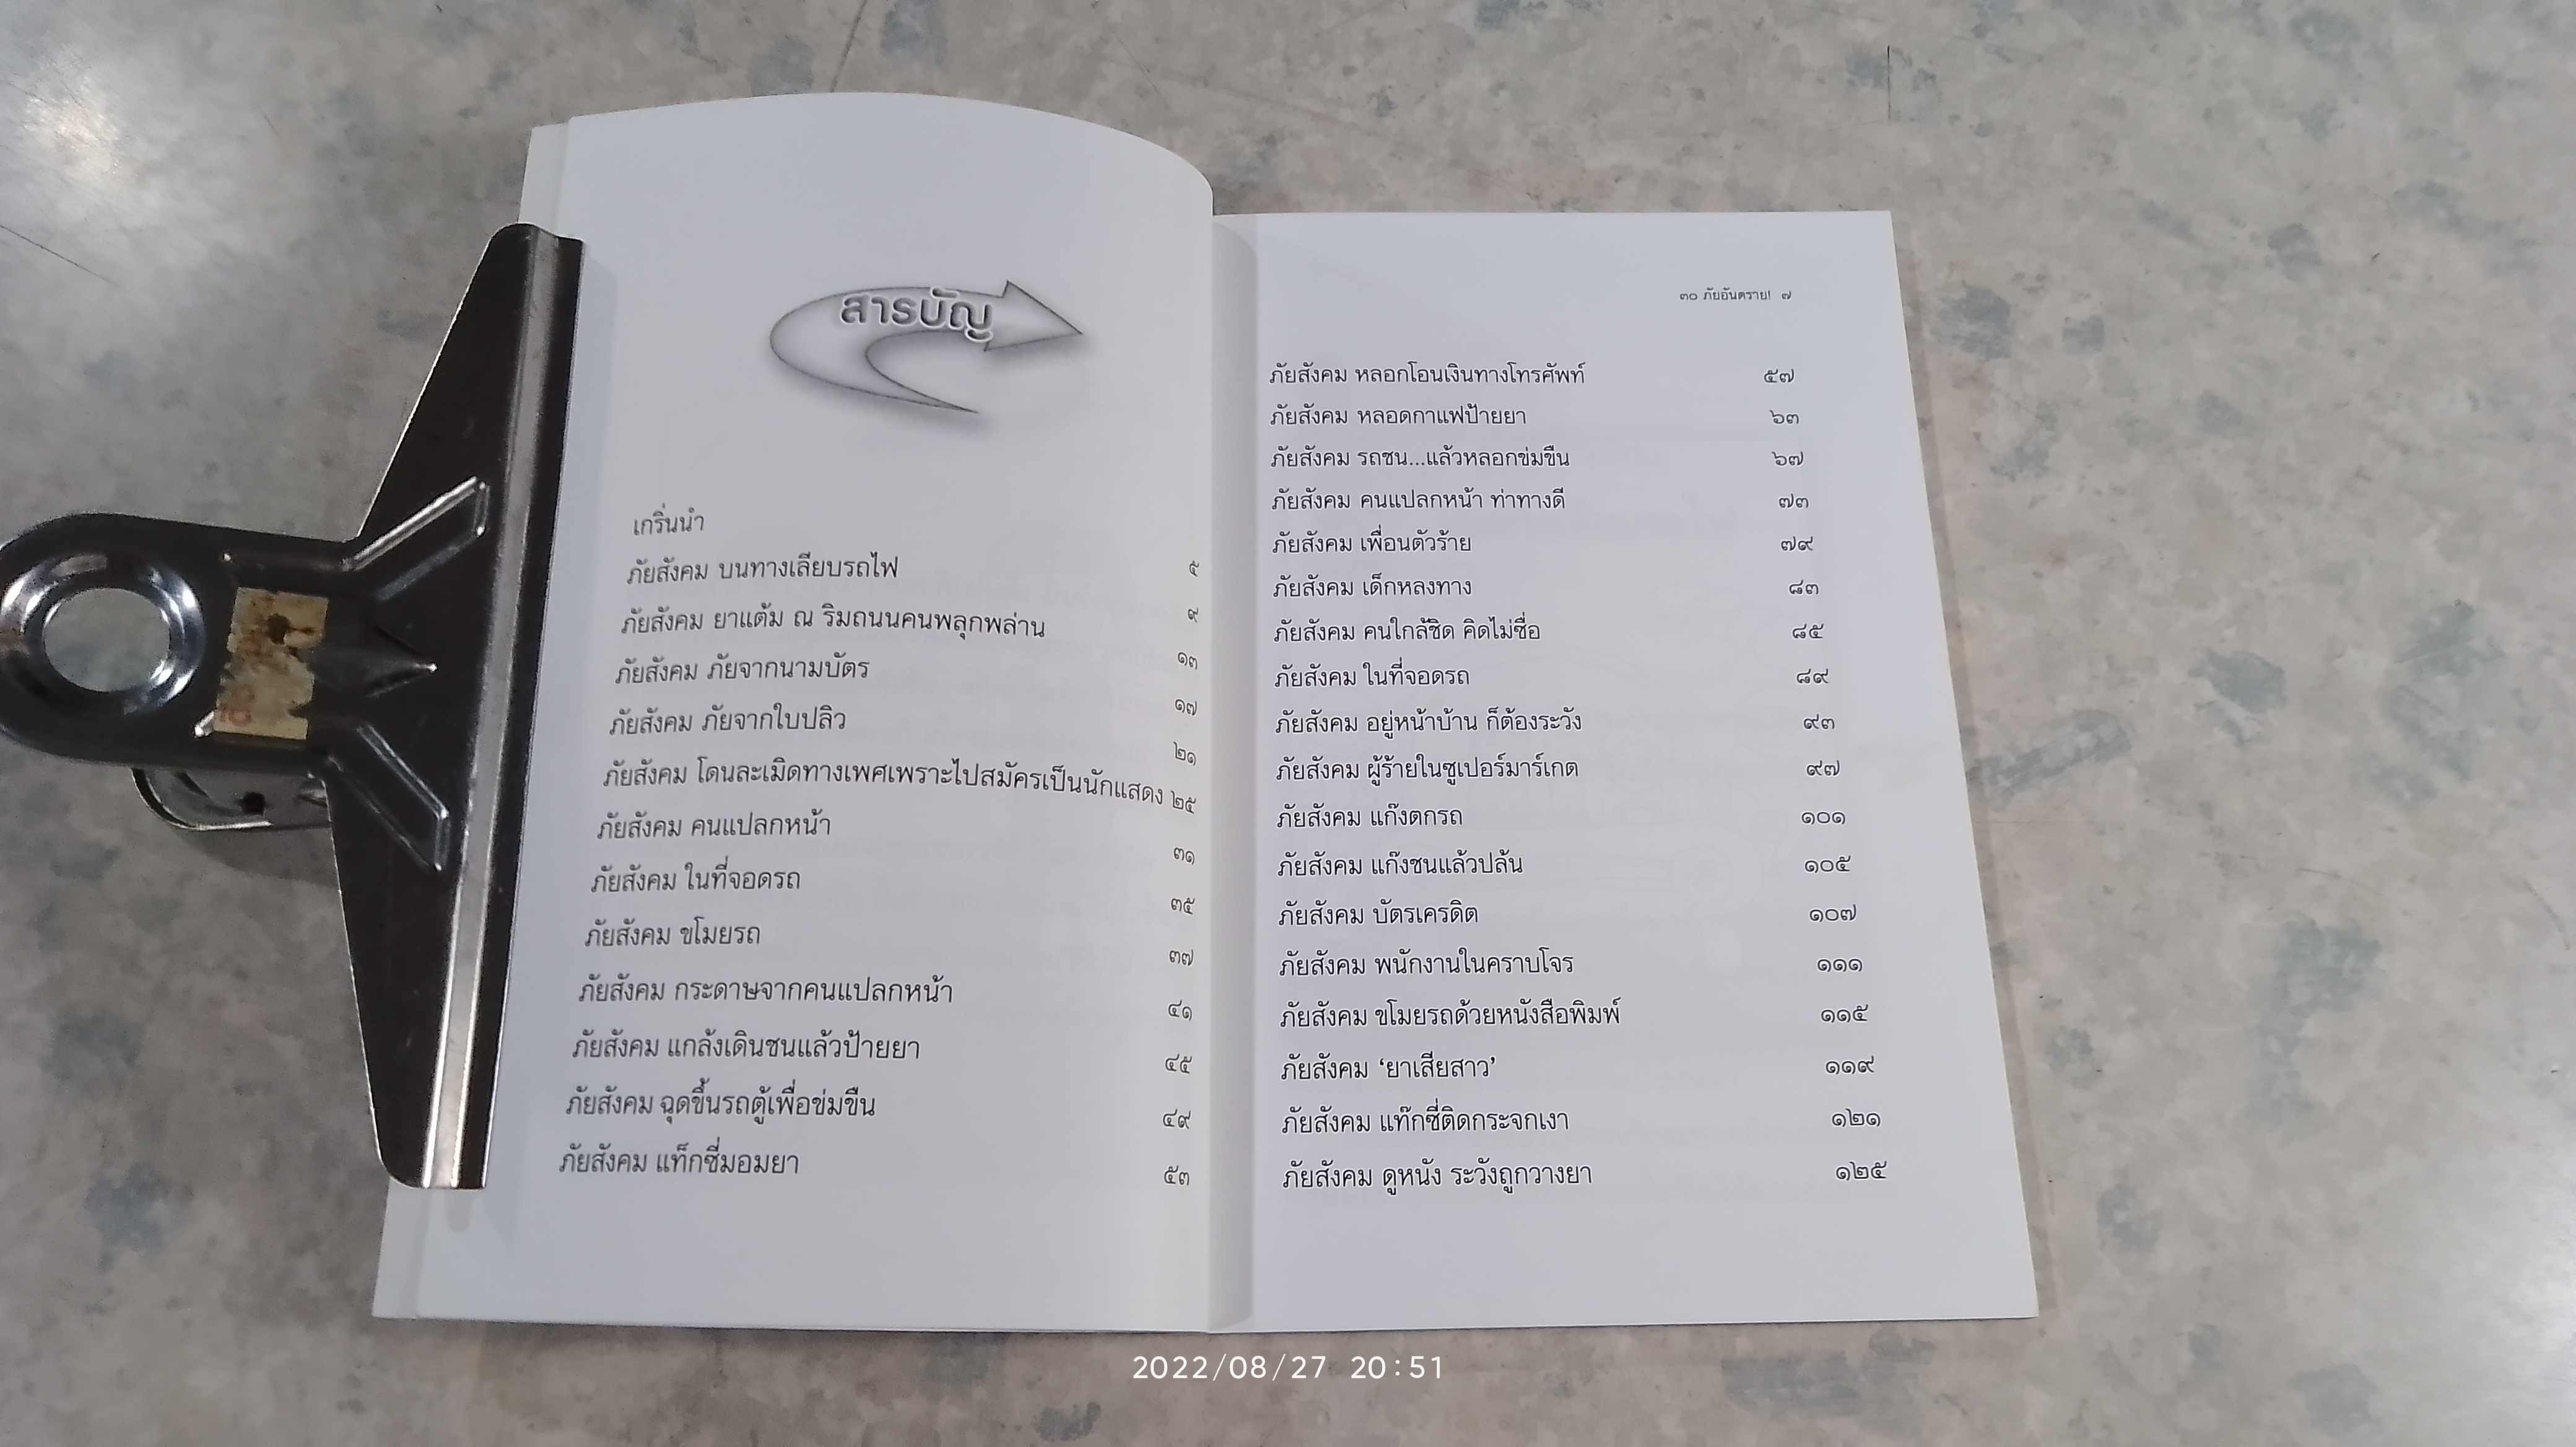 สารบัญ
เกริ่นนำ ๕
ภัยสังคม บนทางเลียบรถไฟ ๙
ภัยสังคม ยาแต้ม ณ ริมถนนคนพลุกพล่าน ๑๓
ภัยสังคม ภัยจากนามบัตร ๑๗
ภัยสังคม ภัยจากใบปลิว ๒๑
ภัยสังคม โดนละเมิดทางเพศเพราะไปสมัครเป็นนักแสดง ๒๕
ภัยสังคม คนแปลกหน้า ๓๑
ภัยสังคม ในที่จอดรถ ๓๕
ภัยสังคม ขโมยรถ ๓๗
ภัยสังคม กระดาษจากคนแปลกหน้า ๔๑
ภัยสังคม แกล้งเดินชนแล้วป้ายยา ๔๕
ภัยสังคม ฉุดขึ้นรถตู้เพื่อข่มขืน ๔๙
ภัยสังคม แท็กซี่มอมยา ๕๓
๓๐ ภัยอันตราย! ๗
ภัยสังคม หลอกโอนเงินทางโทรศัพท์ ๕๗
ภัยสังคม หลอดกาแฟป้ายยา ๖๓
ภัยสังคม รถชน...แล้วหลอกข่มขืน ๖๗
ภัยสังคม คนแปลกหน้า ท่าทางดี ๗๓
ภัยสังคม เพื่อนตัวร้าย ๗๙
ภัยสังคม เด็กหลงทาง ๘๓
ภัยสังคม คนใกล้ชิด คิดไม่ซื่อ ๘๕
ภัยสังคม ในที่จอดรถ ๘๙
ภัยสังคม อยู่หน้าบ้าน ก็ต้องระวัง ๙๓
ภัยสังคม ผู้ร้ายในซูเปอร์มาร์เกต ๙๗
ภัยสังคม แก๊งตกรถ ๑๐๑
ภัยสังคม แก๊งชนแล้วปล้น ๑๐๕
ภัยสังคม บัตรเครดิต ๑๐๗
ภัยสังคม พนักงานในคราบโจร ๑๑๑
ภัยสังคม ขโมยรถด้วยหนังสือพิมพ์ ๑๑๕
ภัยสังคม ‘ยาเสียสาว’ ๑๑๙
ภัยสังคม แท๊กซี่ติดกระจกเงา ๑๒๑
ภัยสังคม ดูหนัง ระวังถูกวางยา ๑๒๕
2022/08/27 20:51